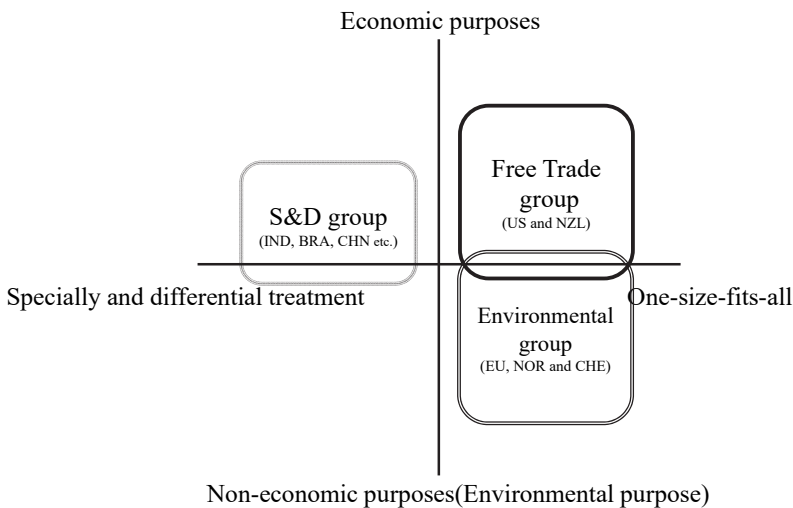 Economic purposes
Free Trade
group
(US and NZL)
S&D group
(IND, BRA, CHN etc.)
Specially and differential treatment
One-size-fits-all
Environmental
group
(EU, NOR and CHE)
Non-economic purposes(Environmental purpose)